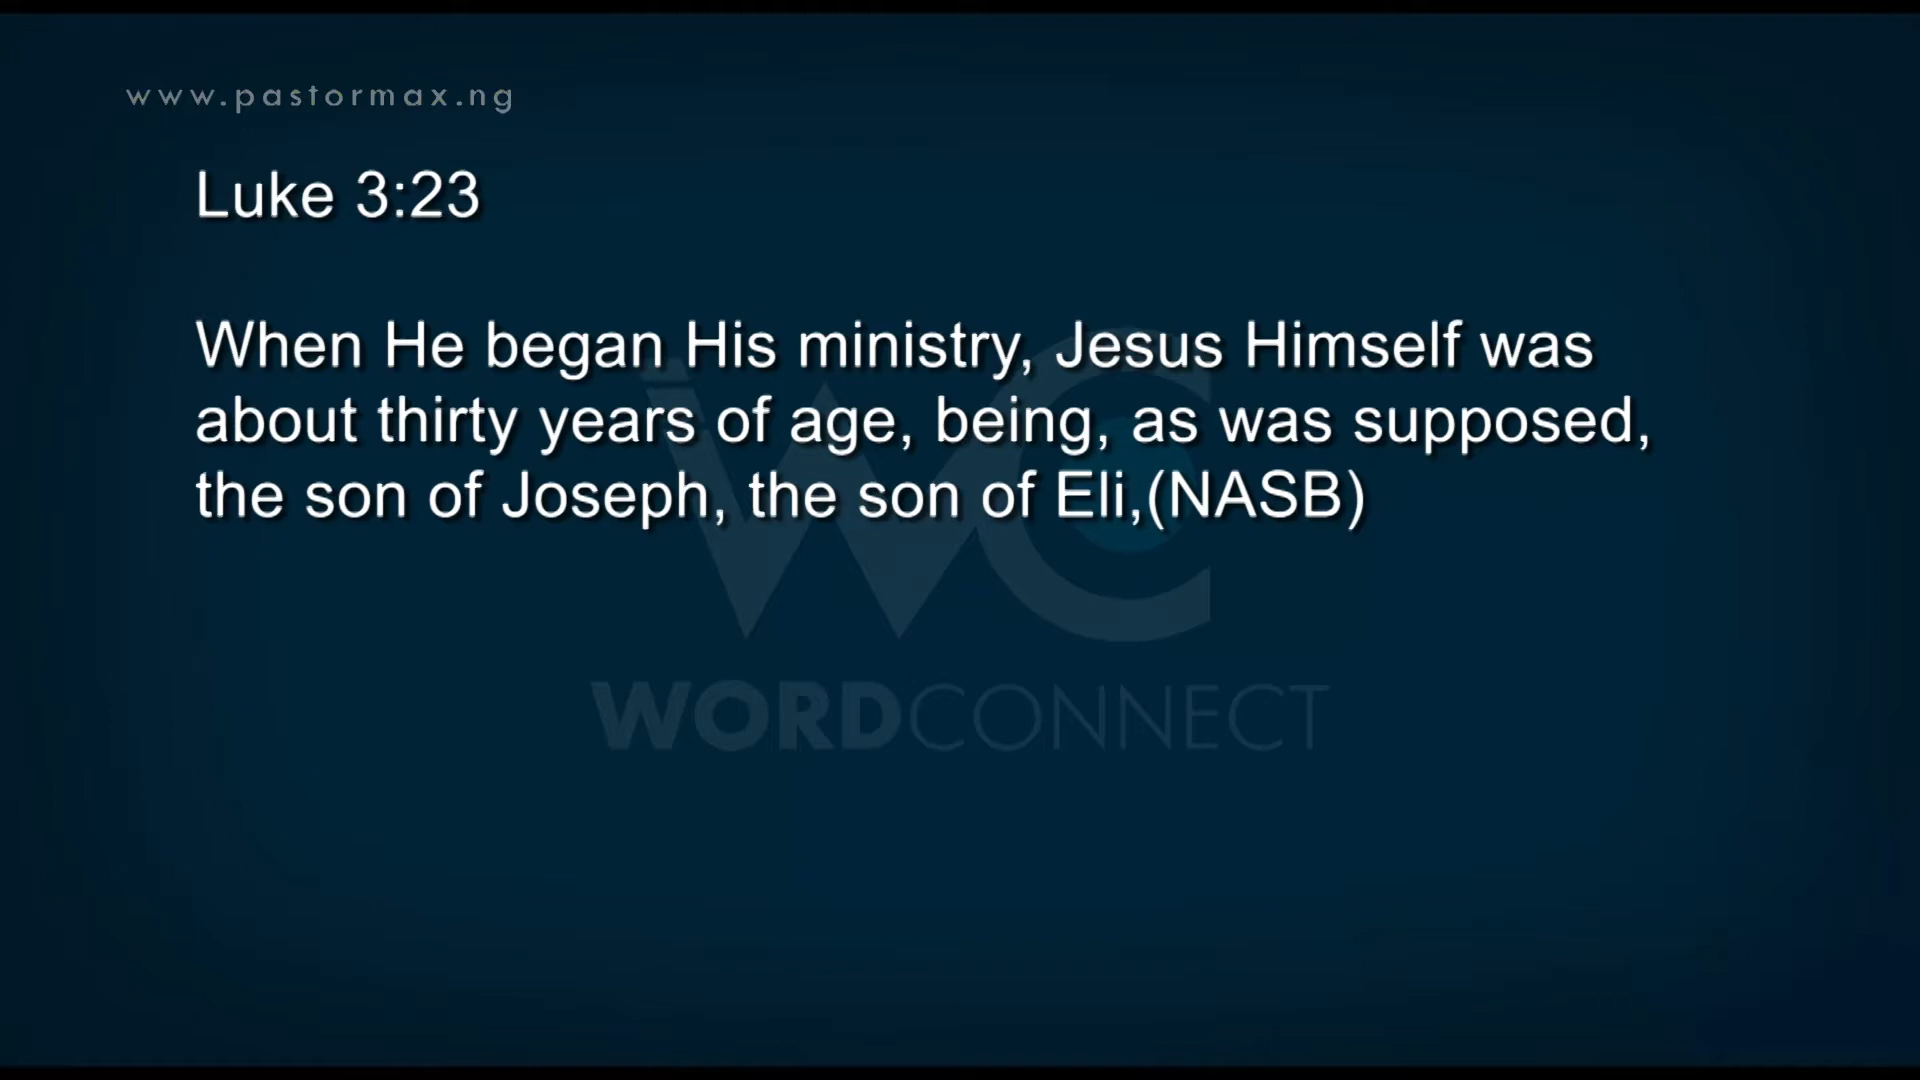 www.pastormax.ng
Luke 3:23
When He began His ministry, Jesus Himself was
about thirty years of age, being, as was supposed,
the son of Joseph, the son of Eli,(NASB)
WC
WORDCONNECT